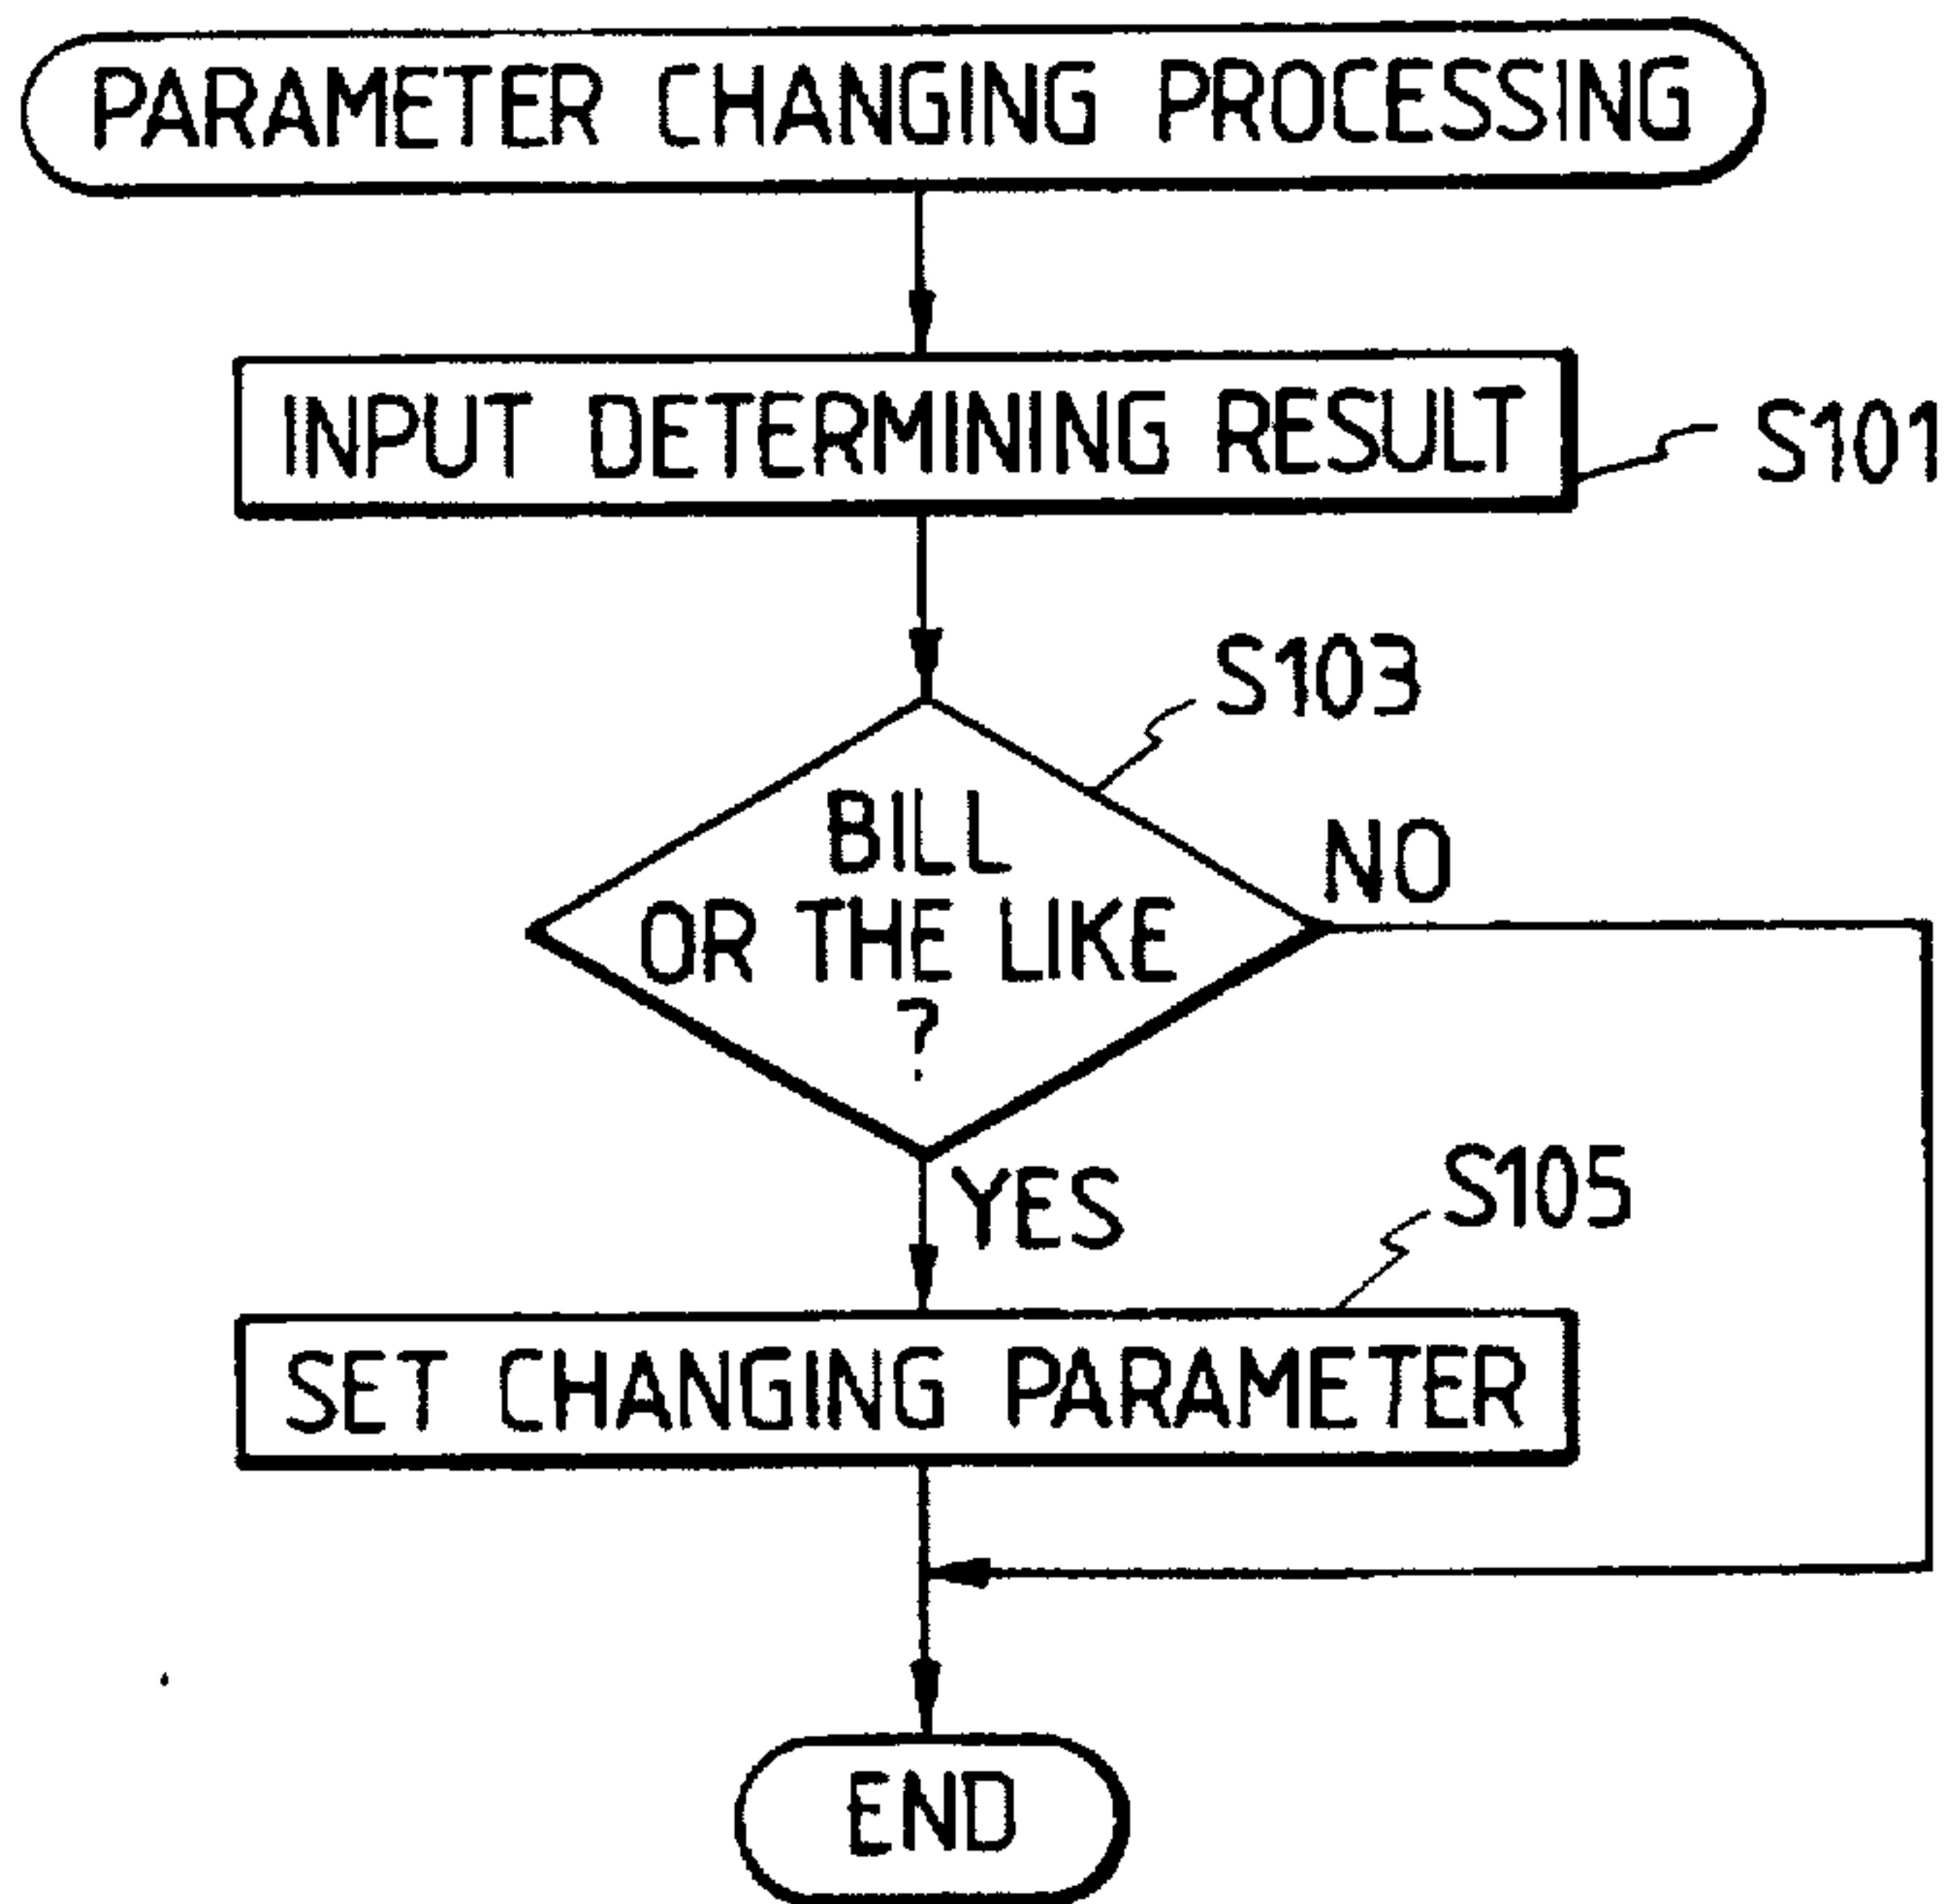 PARAMETER CHANGING PROCESSING
INPUT DETERMINING RESULT
S101
S103
BILL
OR THE LIKE
?
NO
YES
S105
SET CHANGING PARAMETER
END